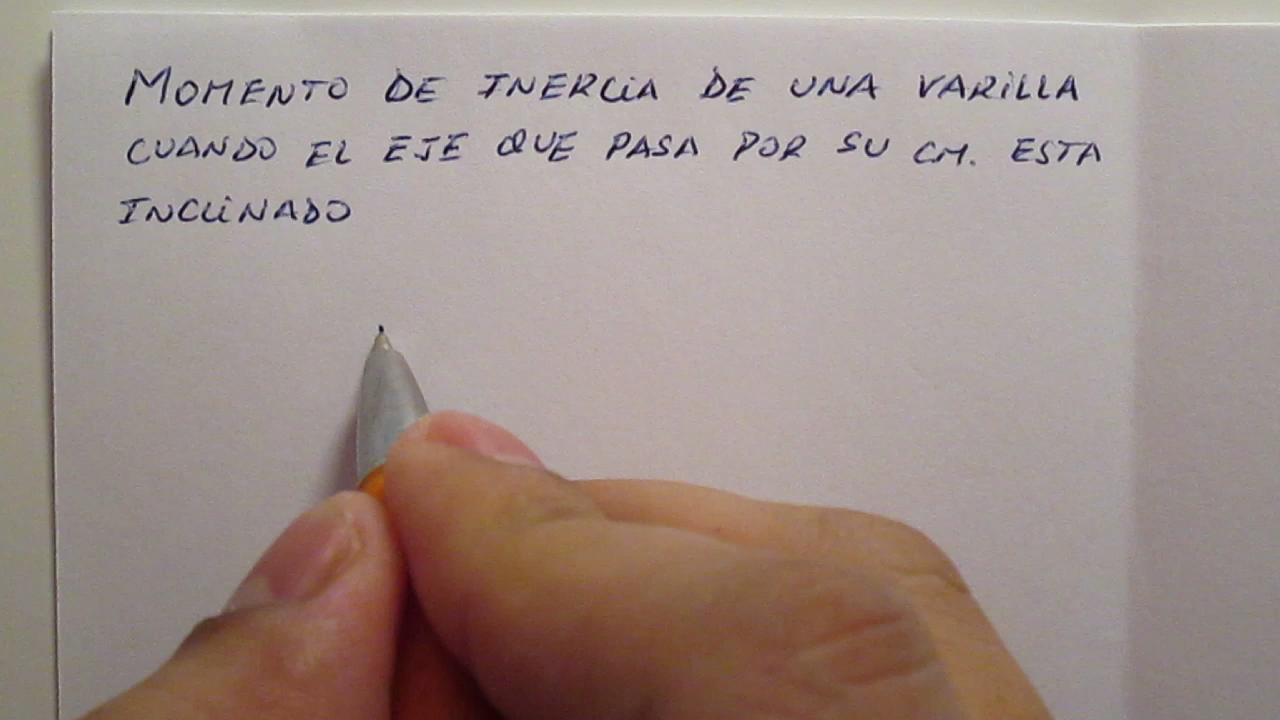 MOMENTO DE INERCIA DE UNA VARILLA
CUANDO EL EJE QUE PASA POR SU CM. ESTA
INCLINADO